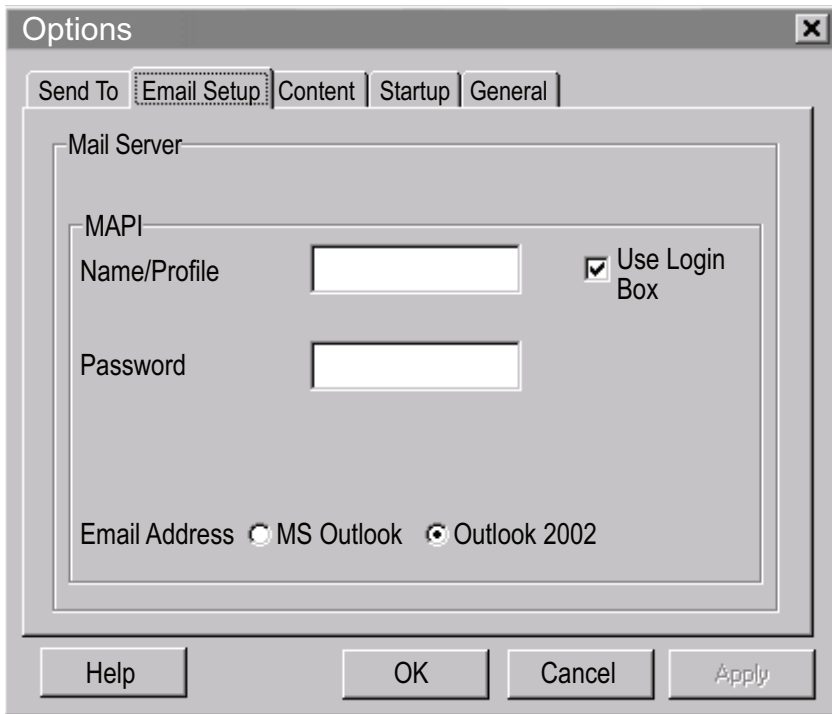 Options
Send To Email Setup Content Startup General
Mail Server
MAPI
Name/Profile
Use Login
Box
Password
Email Address MS Outlook Outlook 2002
Help OK Cancel Apply